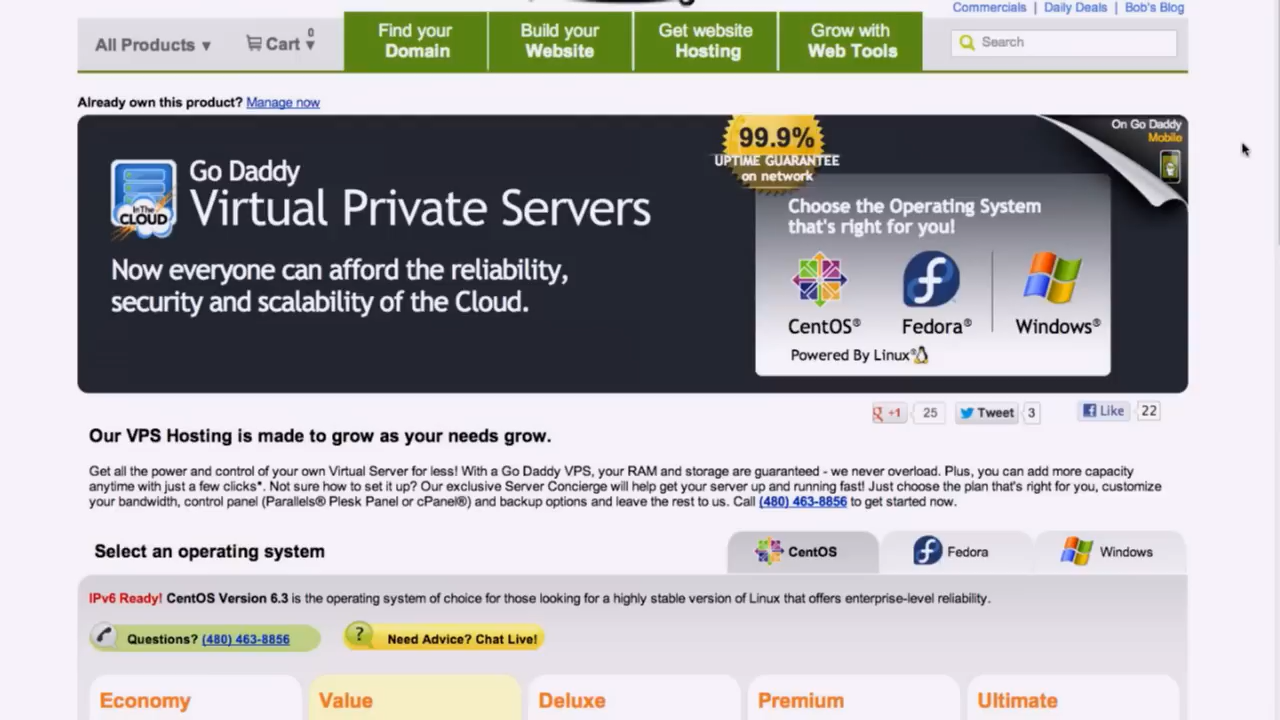 Commercials | Daily Deals | Bob's Blog
All Products ▾
Cart ▾ 0
Find your
Domain
Build your
Website
Get website
Hosting
Grow with
Web Tools
Search
Already own this product? Manage now
Go Daddy
Virtual Private Servers
In The
CLOUD
Now everyone can afford the reliability,
security and scalability of the Cloud.
99.9%
UPTIME GUARANTEE
on network
On Go Daddy
Mobile
Choose the Operating System
that's right for you!
CentOS® Fedora® Windows®
Powered By Linux®
+1 25 Tweet 3 Like 22
Our VPS Hosting is made to grow as your needs grow.
Get all the power and control of your own Virtual Server for less! With a Go Daddy VPS, your RAM and storage are guaranteed - we never overload. Plus, you can add more capacity
anytime with just a few clicks*. Not sure how to set it up? Our exclusive Server Concierge will help get your server up and running fast! Just choose the plan that's right for you, customize
your bandwidth, control panel (Parallels® Plesk Panel or cPanel®) and backup options and leave the rest to us. Call (480) 463-8856 to get started now.
Select an operating system
CentOS Fedora Windows
IPv6 Ready! CentOS Version 6.3 is the operating system of choice for those looking for a highly stable version of Linux that offers enterprise-level reliability.
Questions? (480) 463-8856
Need Advice? Chat Live!
Economy Value Deluxe Premium Ultimate